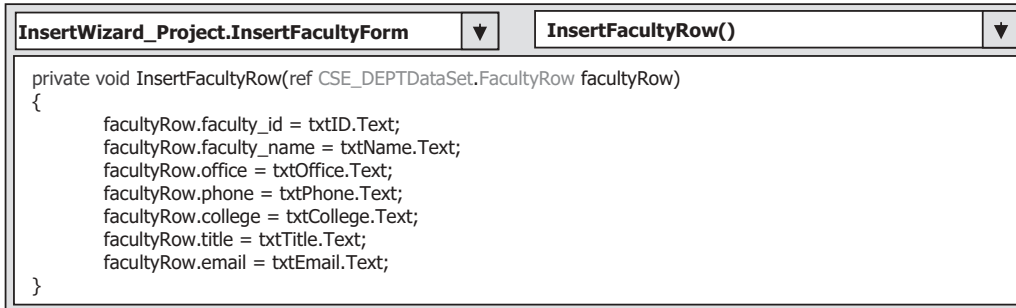 InsertWizard_Project.InsertFacultyForm InsertFacultyRow()
private void InsertFacultyRow(ref CSE_DEPTDataSet.FacultyRow facultyRow)
{
facultyRow.faculty_id = txtID.Text;
facultyRow.faculty_name = txtName.Text;
facultyRow.office = txtOffice.Text;
facultyRow.phone = txtPhone.Text;
facultyRow.college = txtCollege.Text;
facultyRow.title = txtTitle.Text;
facultyRow.email = txtEmail.Text;
}